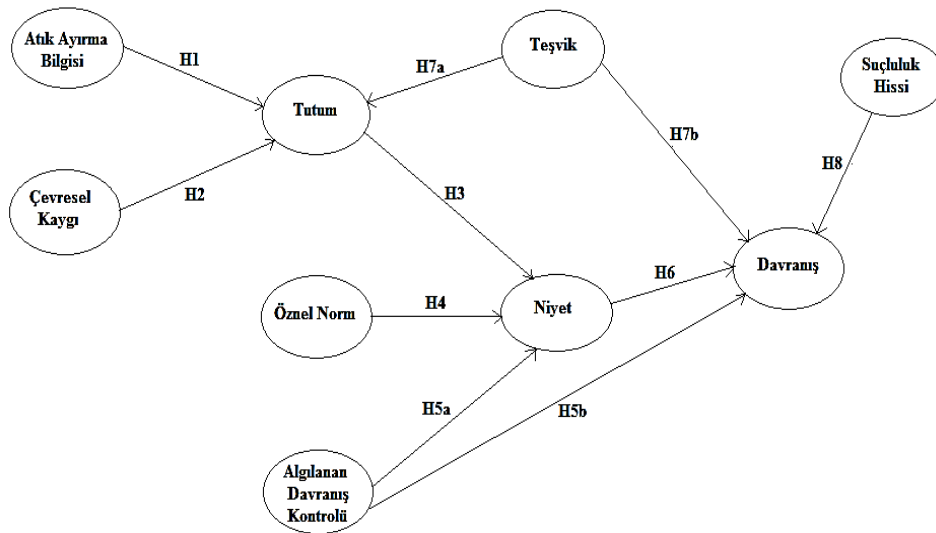 Atık Ayırma
Bilgisi
H1
Teşvik
H7a
Suçluluk
Hissi
Tutum
H7b
H8
Çevresel
Kaygı
H2
H3
Davranış
H6
Öznel Norm
H4
Niyet
H5a
H5b
Algılanan
Davranış
Kontrolü